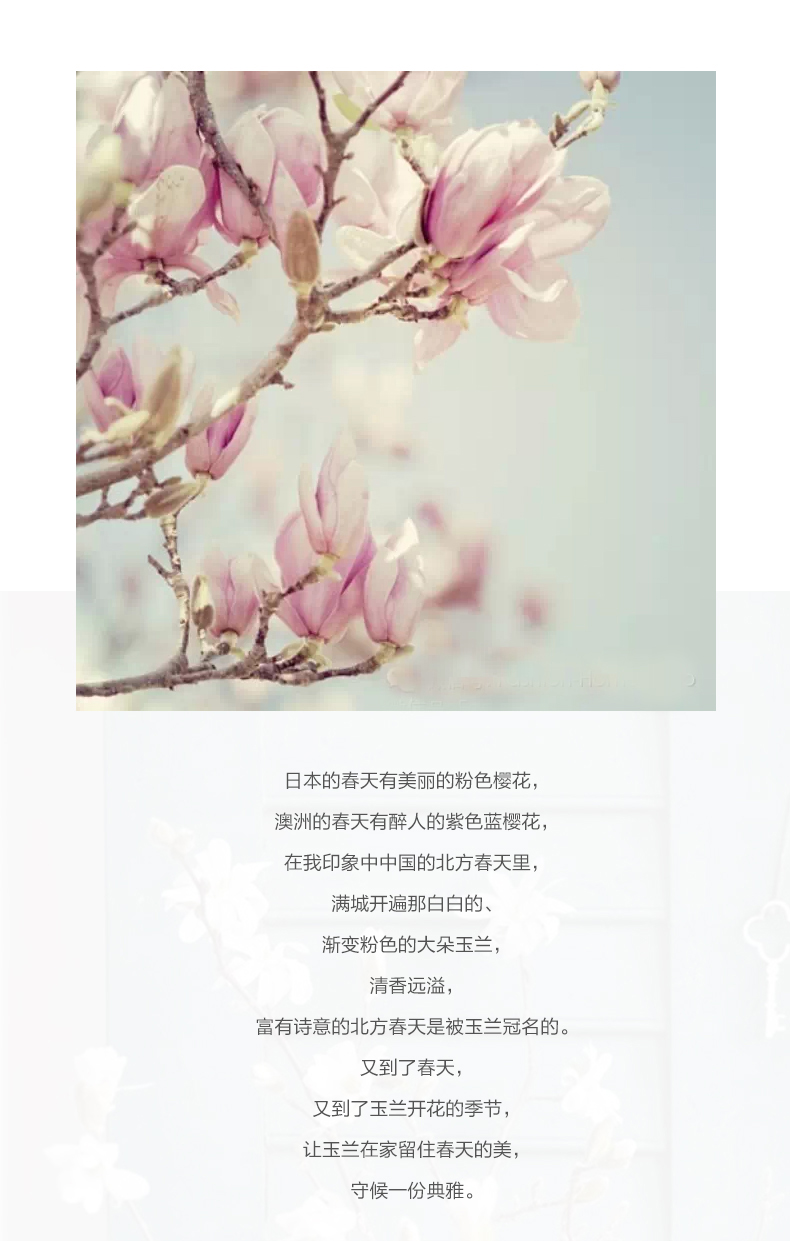 日本的春天有美丽的粉色樱花，
澳洲的春天有醉人的紫色蓝樱花，
在我印象中中国的北方春天里，
满城开遍那白白的、
渐变粉色的大朵玉兰，
清香远溢，
富有诗意的北方春天是被玉兰冠名的。
又到了春天，
又到了玉兰开花的季节，
让玉兰在家留住春天的美，
守候一份典雅。